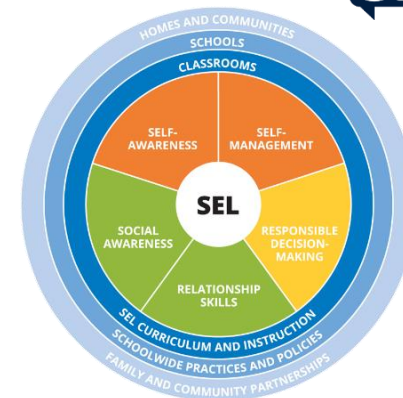 HOMES AND COMMUNITIES
SCHOOLS
CLASSROOMS
SELF-
AWARENESS
SELF-
MANAGEMENT
SEL
SOCIAL
AWARENESS
RESPONSIBLE
DECISION-
MAKING
RELATIONSHIP
SKILLS
SEL CURRICULUM AND INSTRUCTION
SCHOOLWIDE PRACTICES AND POLICIES
FAMILY AND COMMUNITY PARTNERSHIPS